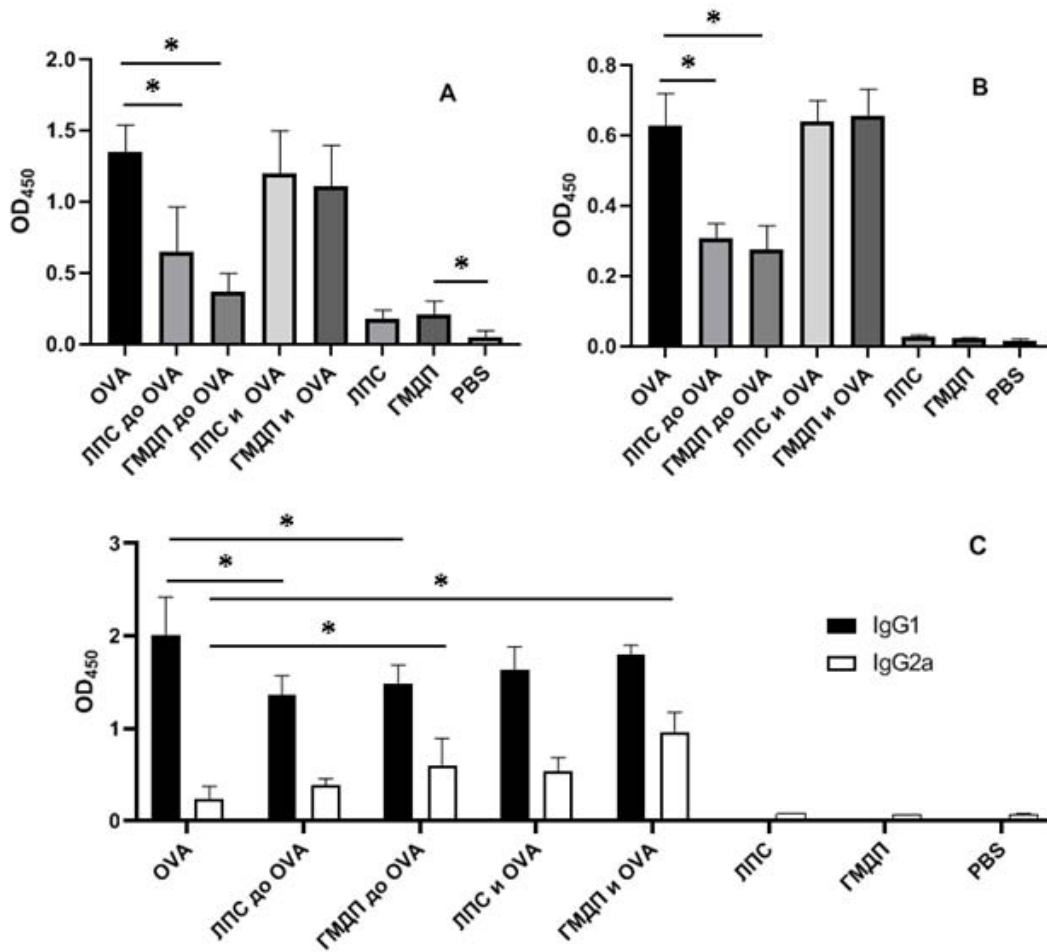 A
OD450
2.0
1.5
1.0
0.5
0.0
*
*
*
OVA
ЛПС до OVA
ГМДП до OVA
ЛПС и OVA
ГМДП и OVA
ЛПС
ГМДП
PBS
B
OD450
0.8
0.6
0.4
0.2
0.0
*
*
OVA
ЛПС до OVA
ГМДП до OVA
ЛПС и OVA
ГМДП и OVA
ЛПС
ГМДП
PBS
C
OD450
3
2
1
0
*
*
*
*
IgG1
IgG2a
OVA
ЛПС до OVA
ГМДП до OVA
ЛПС и OVA
ГМДП и OVA
ЛПС
ГМДП
PBS